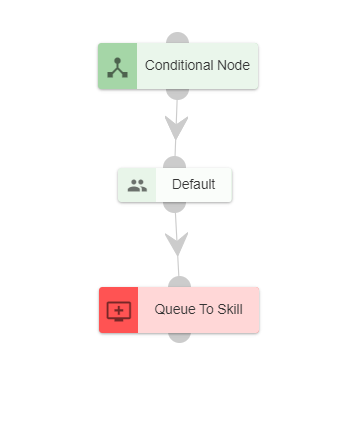 Conditional Node
Default
Queue To Skill